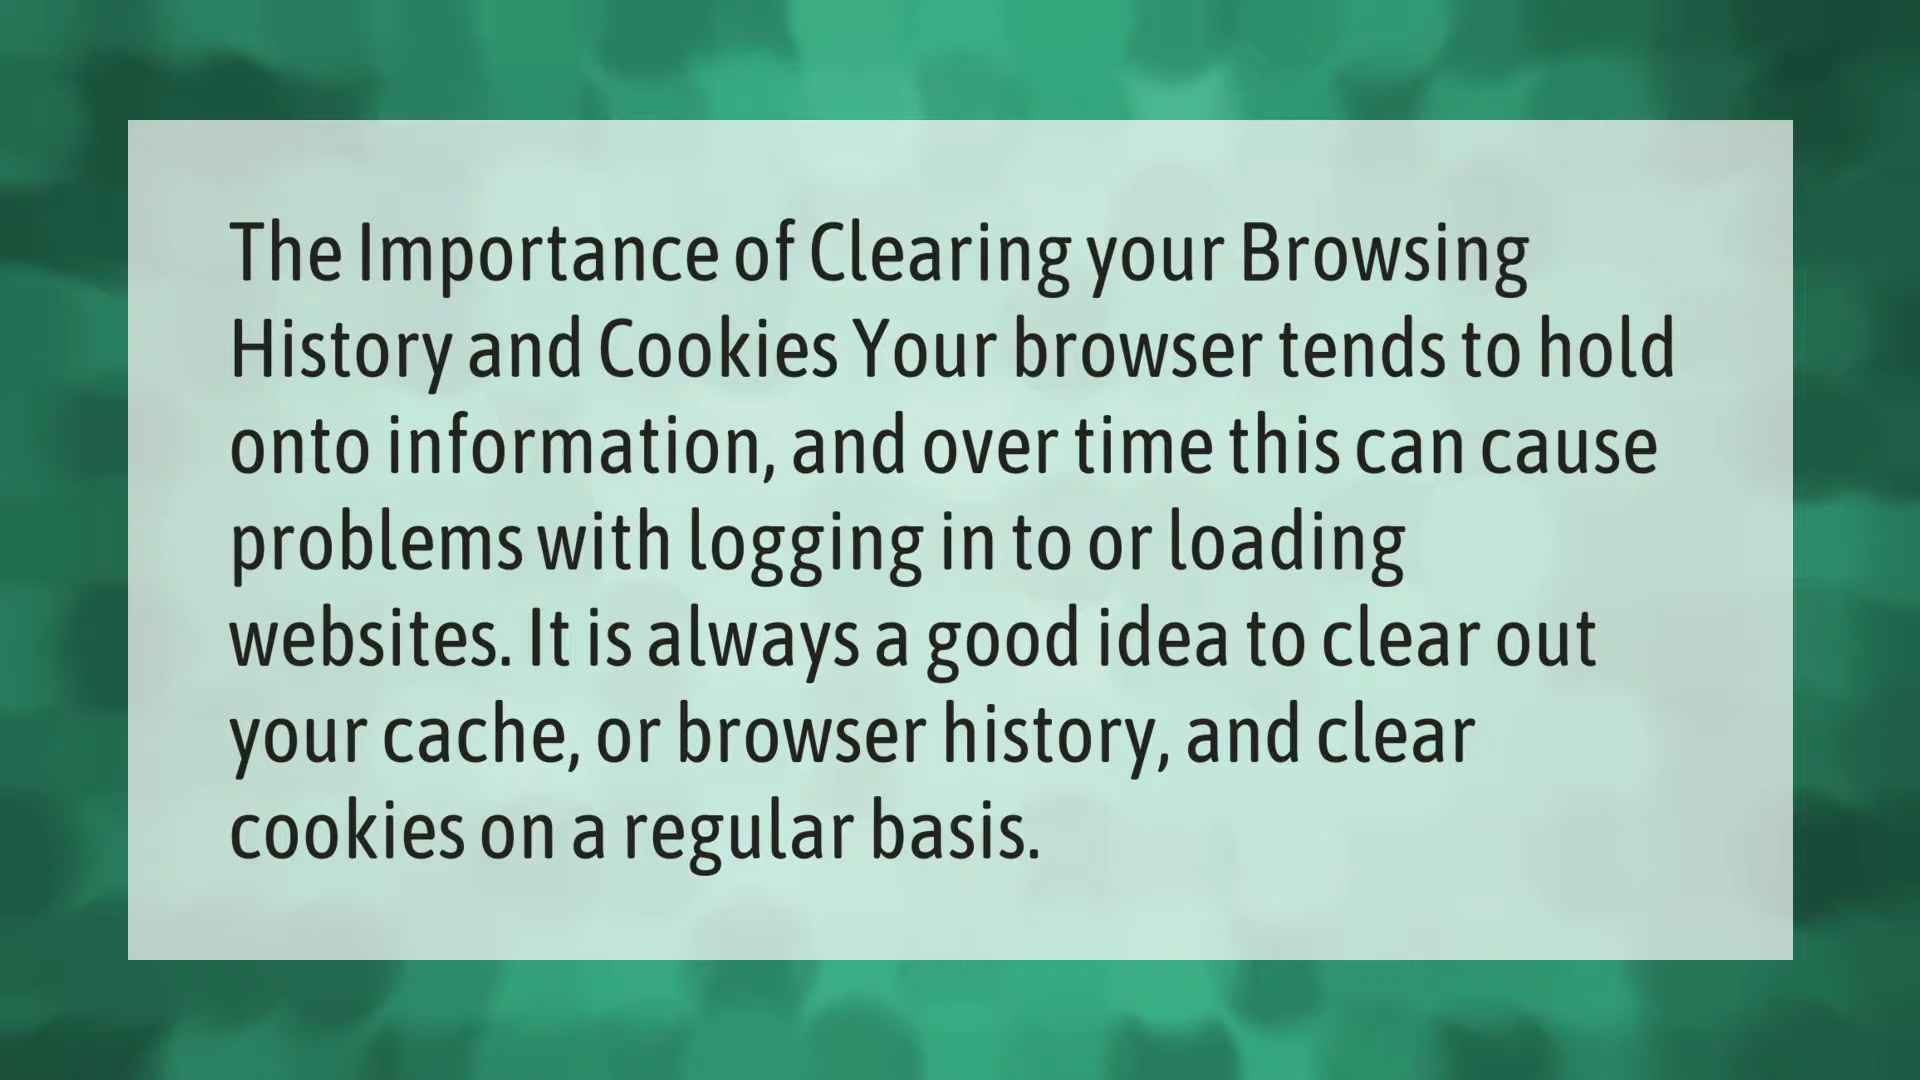 The Importance of Clearing your Browsing
History and Cookies Your browser tends to hold
onto information, and over time this can cause
problems with logging in to or loading
websites. It is always a good idea to clear out
your cache, or browser history, and clear
cookies on a regular basis.